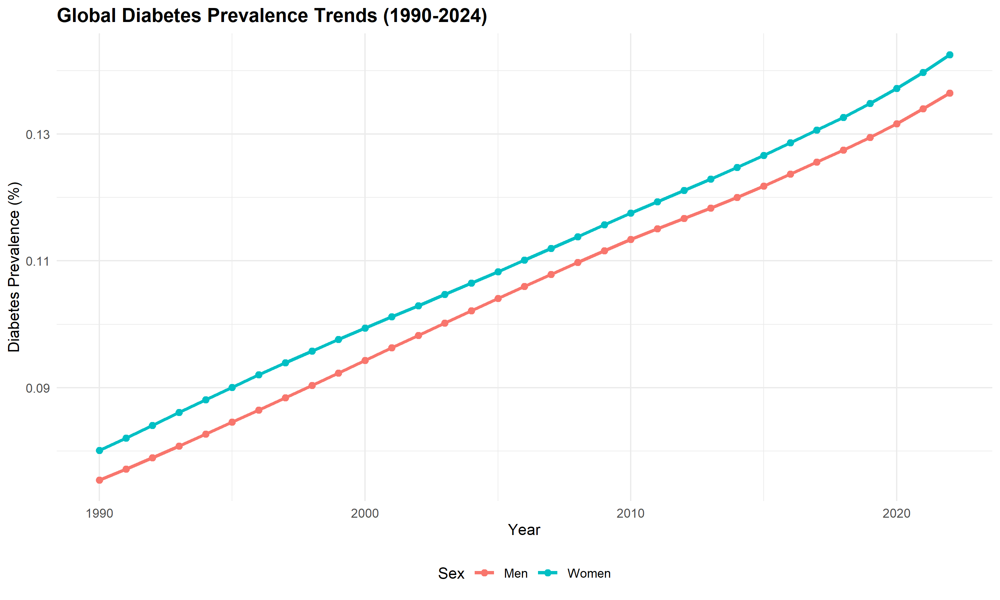 Global Diabetes Prevalence Trends (1990-2024)
Diabetes Prevalence (%)
0.13
0.11
0.09
1990 2000 2010 2020
Year
Sex Men Women